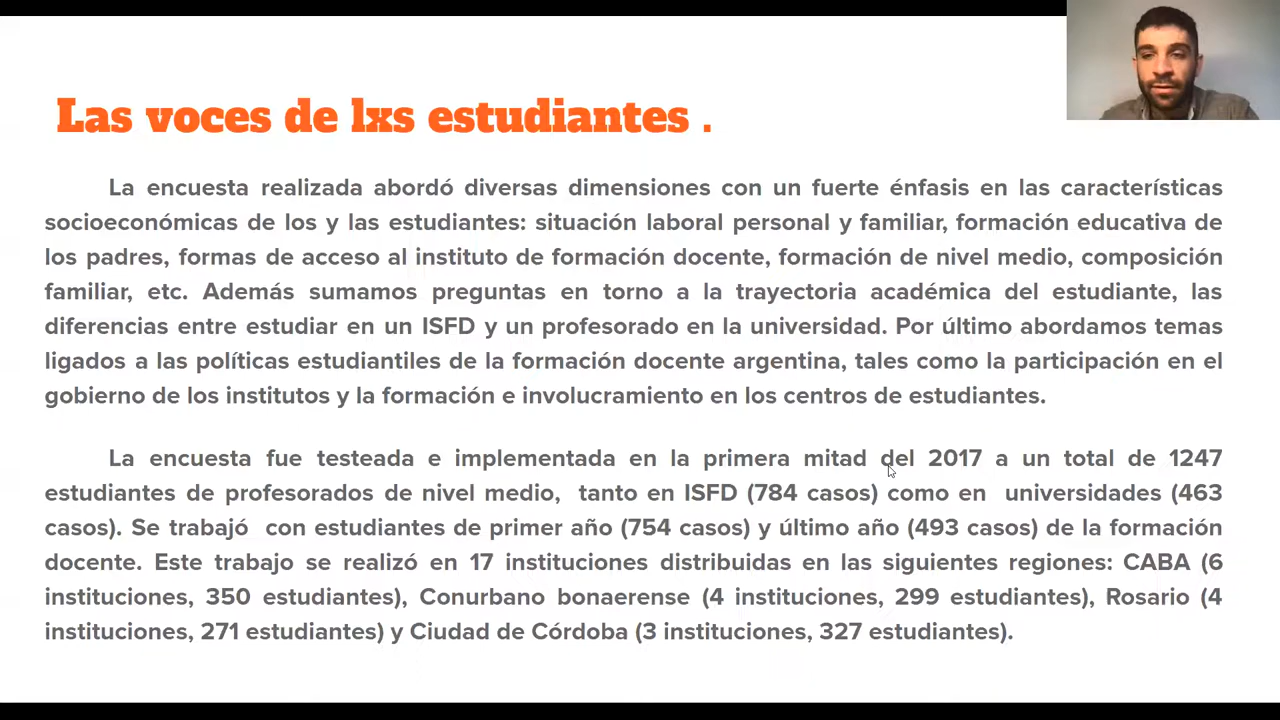 Las voces de lxs estudiantes .
La encuesta realizada abordó diversas dimensiones con un fuerte énfasis en las características
socioeconómicas de los y las estudiantes: situación laboral personal y familiar, formación educativa de
los padres, formas de acceso al instituto de formación docente, formación de nivel medio, composición
familiar, etc. Además sumamos preguntas en torno a la trayectoria académica del estudiante, las
diferencias entre estudiar en un ISFD y un profesorado en la universidad. Por último abordamos temas
ligados a las políticas estudiantiles de la formación docente argentina, tales como la participación en el
gobierno de los institutos y la formación e involucramiento en los centros de estudiantes.
La encuesta fue testeada e implementada en la primera mitad del 2017 a un total de 1247
estudiantes de profesorados de nivel medio, tanto en ISFD (784 casos) como en universidades (463
casos). Se trabajó con estudiantes de primer año (754 casos) y último año (493 casos) de la formación
docente. Este trabajo se realizó en 17 instituciones distribuidas en las siguientes regiones: CABA (6
instituciones, 350 estudiantes), Conurbano bonaerense (4 instituciones, 299 estudiantes), Rosario (4
instituciones, 271 estudiantes) y Ciudad de Córdoba (3 instituciones, 327 estudiantes).